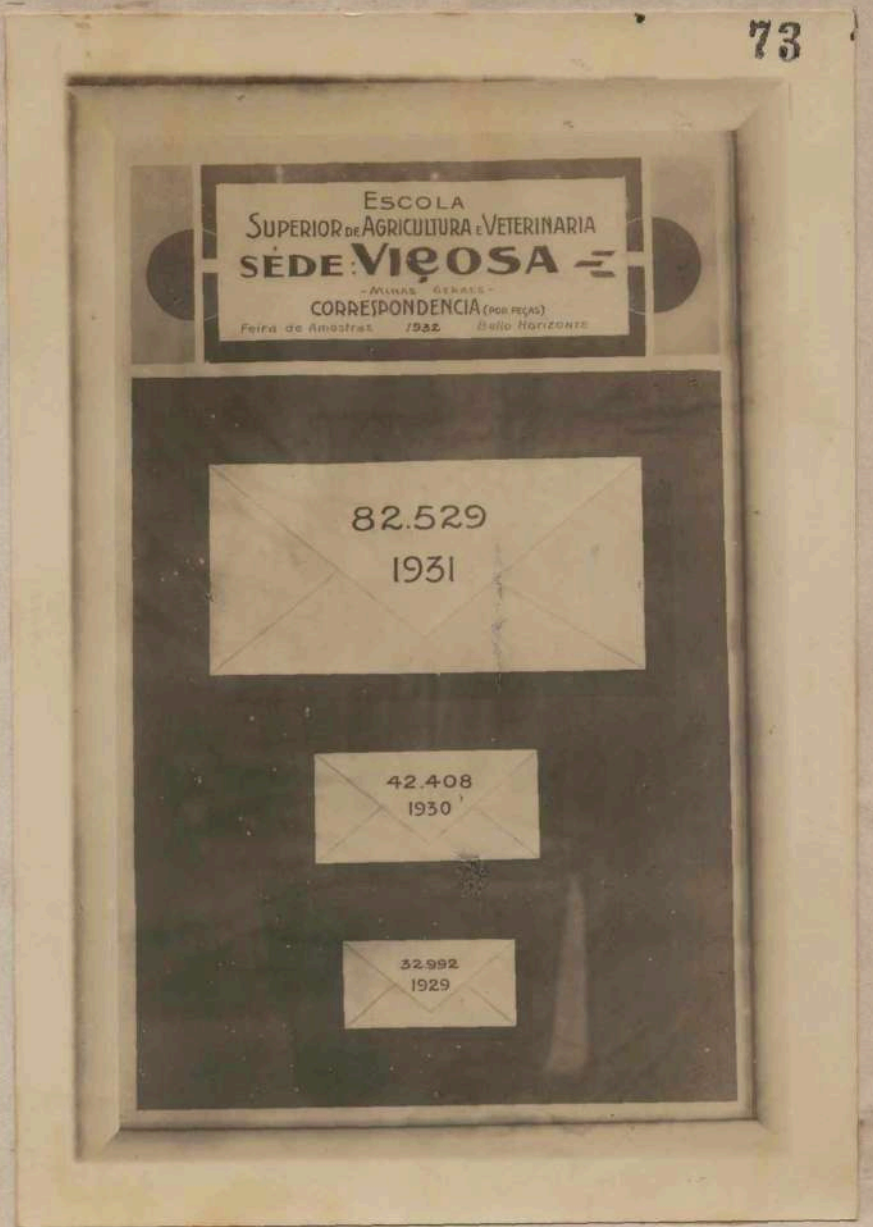 73
ESCOLA
SUPERIOR DE AGRICULTURA E VETERINARIA
SÉDE: VIÇOSA
- MINAS GERAES -
CORRESPONDENCIA (POR PEÇAS)
Feira de Amostras 1932 Bello Horizonte
82.529
1931
42.408
1930
32.992
1929